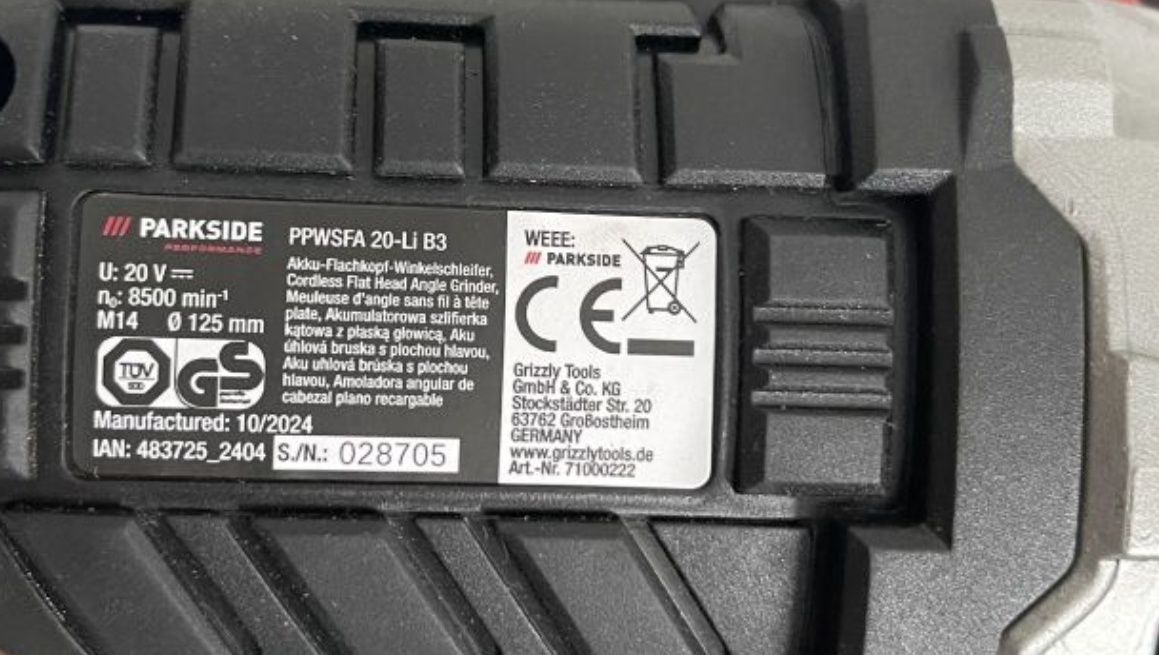 PARKSIDE
PERFORMANCE
U: 20 V
n₀: 8500 min⁻¹
M14 Ø 125 mm
TÜV
SÜD
GS
Manufactured: 10/2024
IAN: 483725_2404 S./N.: 028705
PPWSFA 20-Li B3
Akku-Flachkopf-Winkelschleifer,
Cordless Flat Head Angle Grinder,
Meuleuse d'angle sans fil à tête
plate, Akumulatorowa szlifierka
kątowa z płaską głowicą, Aku
úhlová bruska s plochou hlavou,
Aku uhlová brúska s plochou
hlavou, Amoladora angular de
cabezal plano recargable
WEEE:
PARKSIDE
CE
Grizzly Tools
GmbH & Co. KG
Stockstädter Str. 20
63762 Großostheim
GERMANY
www.grizzlytools.de
Art.-Nr. 71000222